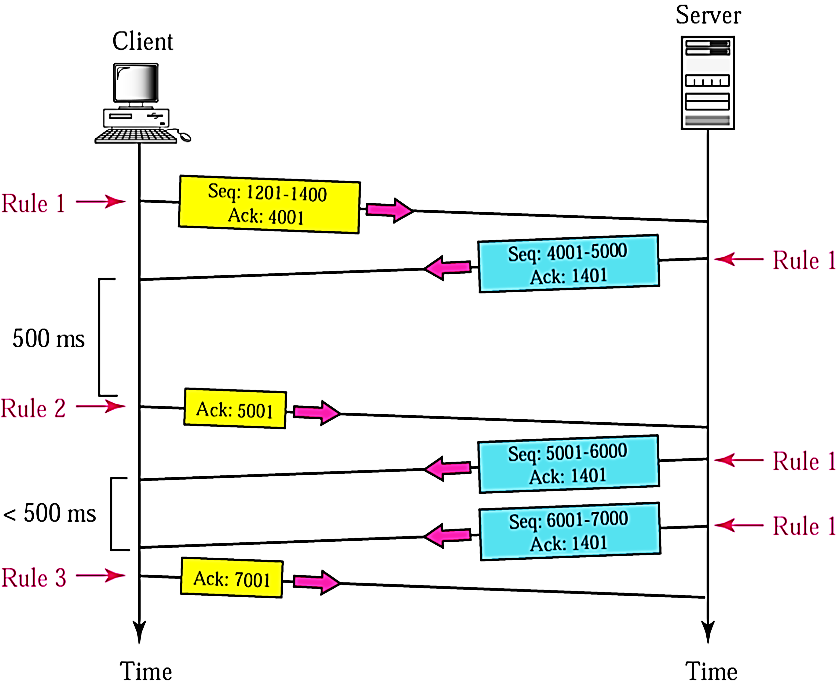 Server
Client
Rule 1
Seq: 1201-1400
Ack: 4001
Seq: 4001-5000
Ack: 1401
Rule 1
500 ms
Rule 2
Ack: 5001
Seq: 5001-6000
Ack: 1401
Rule 1
< 500 ms
Seq: 6001-7000
Ack: 1401
Rule 1
Rule 3
Ack: 7001
Time
Time